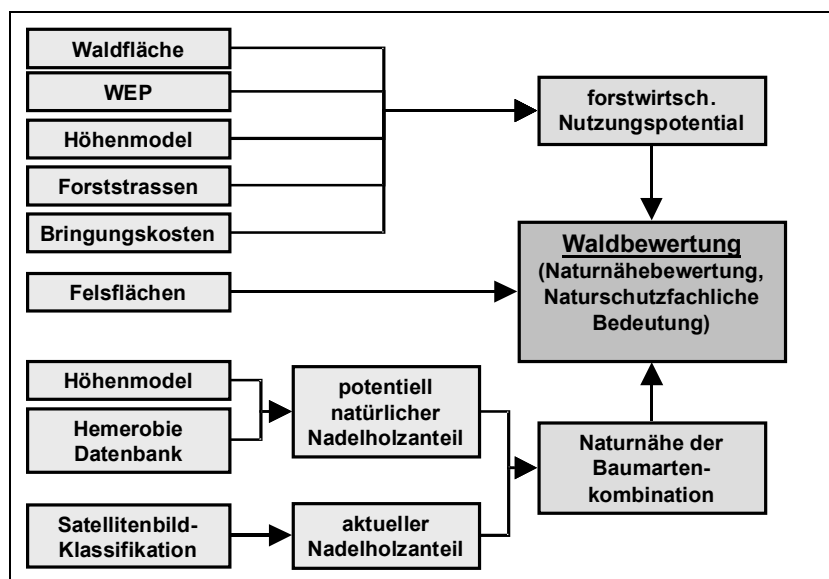 Waldfläche
WEP
Höhenmodel
Forststrassen
Bringungskosten
Felsflächen
forstwirtsch.
Nutzungspotential
Waldbewertung
(Naturnähebewertung,
Naturschutzfachliche
Bedeutung)
Höhenmodel
Hemerobie
Datenbank
potentiell
natürlicher
Nadelholzanteil
Satellitenbild-
Klassifikation
aktueller
Nadelholzanteil
Naturnähe der
Baumarten-
kombination